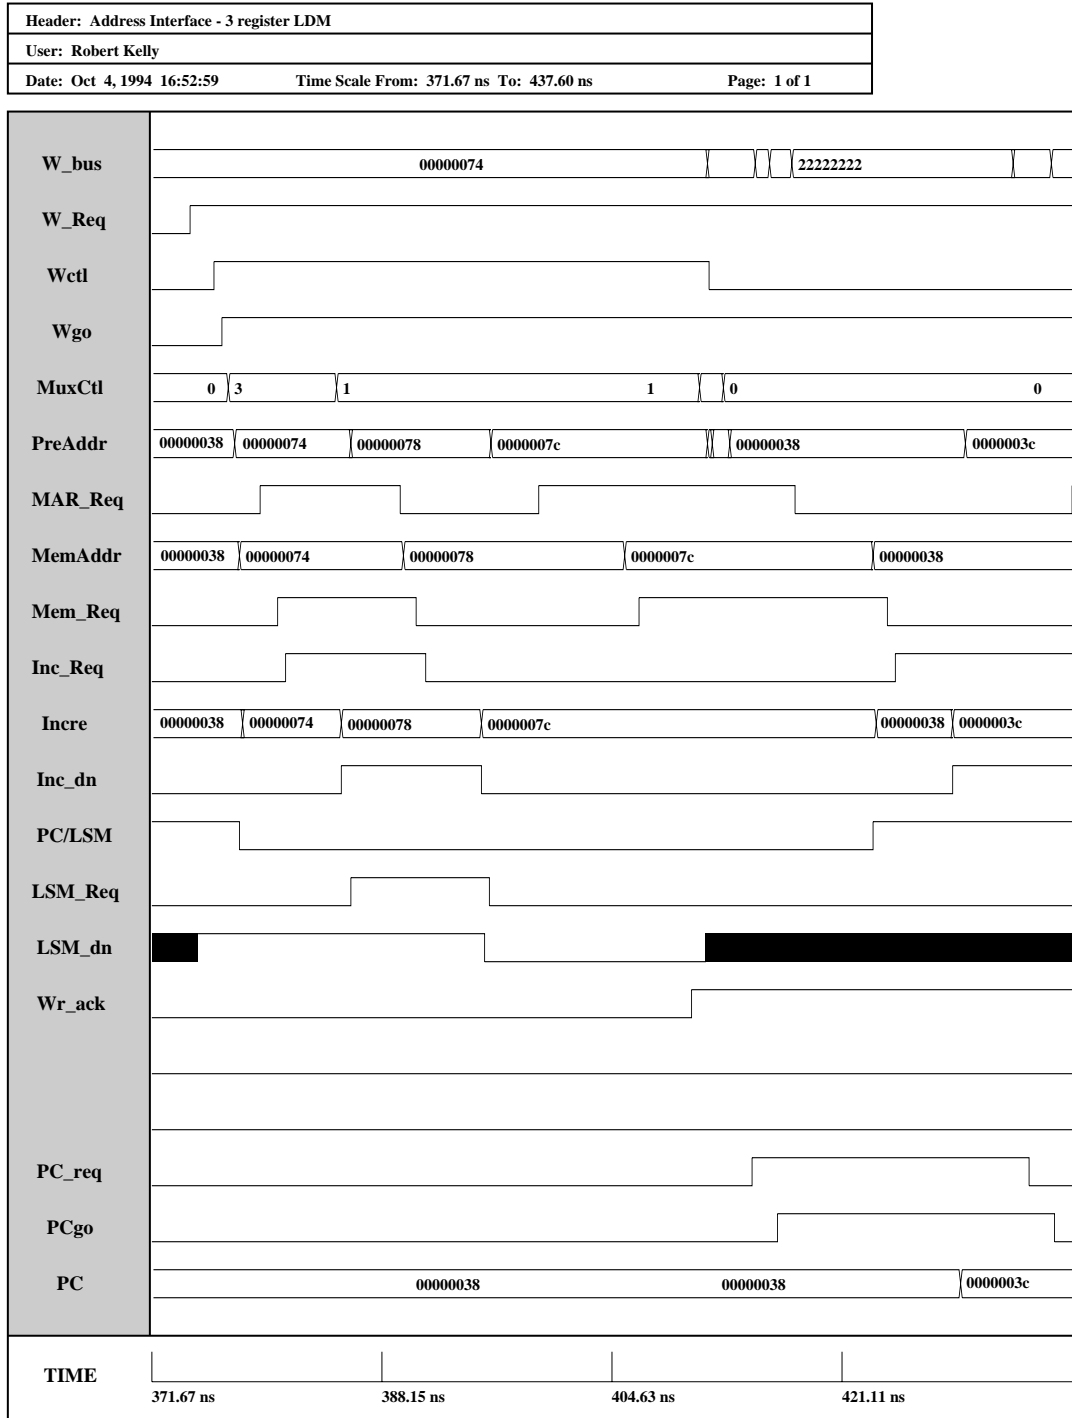 Header: Address Interface - 3 register LDM
User: Robert Kelly
Date: Oct 4, 1994 16:52:59 Time Scale From: 371.67 ns To: 437.60 ns Page: 1 of 1
W_bus 00000074 22222222
W_Req
Wctl
Wgo
MuxCtl 0 3 1 1 0 0
PreAddr 00000038 00000074 00000078 0000007c 00000038 0000003c
MAR_Req
MemAddr 00000038 00000074 00000078 0000007c 00000038
Mem_Req
Inc_Req
Incre 00000038 00000074 00000078 0000007c 00000038 0000003c
Inc_dn
PC/LSM
LSM_Req
LSM_dn
Wr_ack
PC_req
PCgo
PC 00000038 00000038 0000003c
TIME
371.67 ns 388.15 ns 404.63 ns 421.11 ns